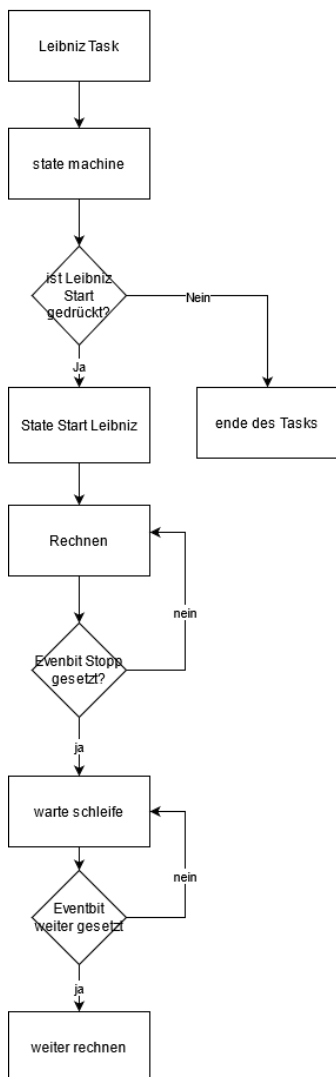 Leibniz Task
state machine
ist Leibniz
Start
gedrückt?
Nein
Ja
State Start Leibniz
ende des Tasks
Rechnen
nein
Evenbit Stopp
gesetzt?
ja
warte schleife
nein
Eventbit
weiter gesetzt
ja
weiter rechnen